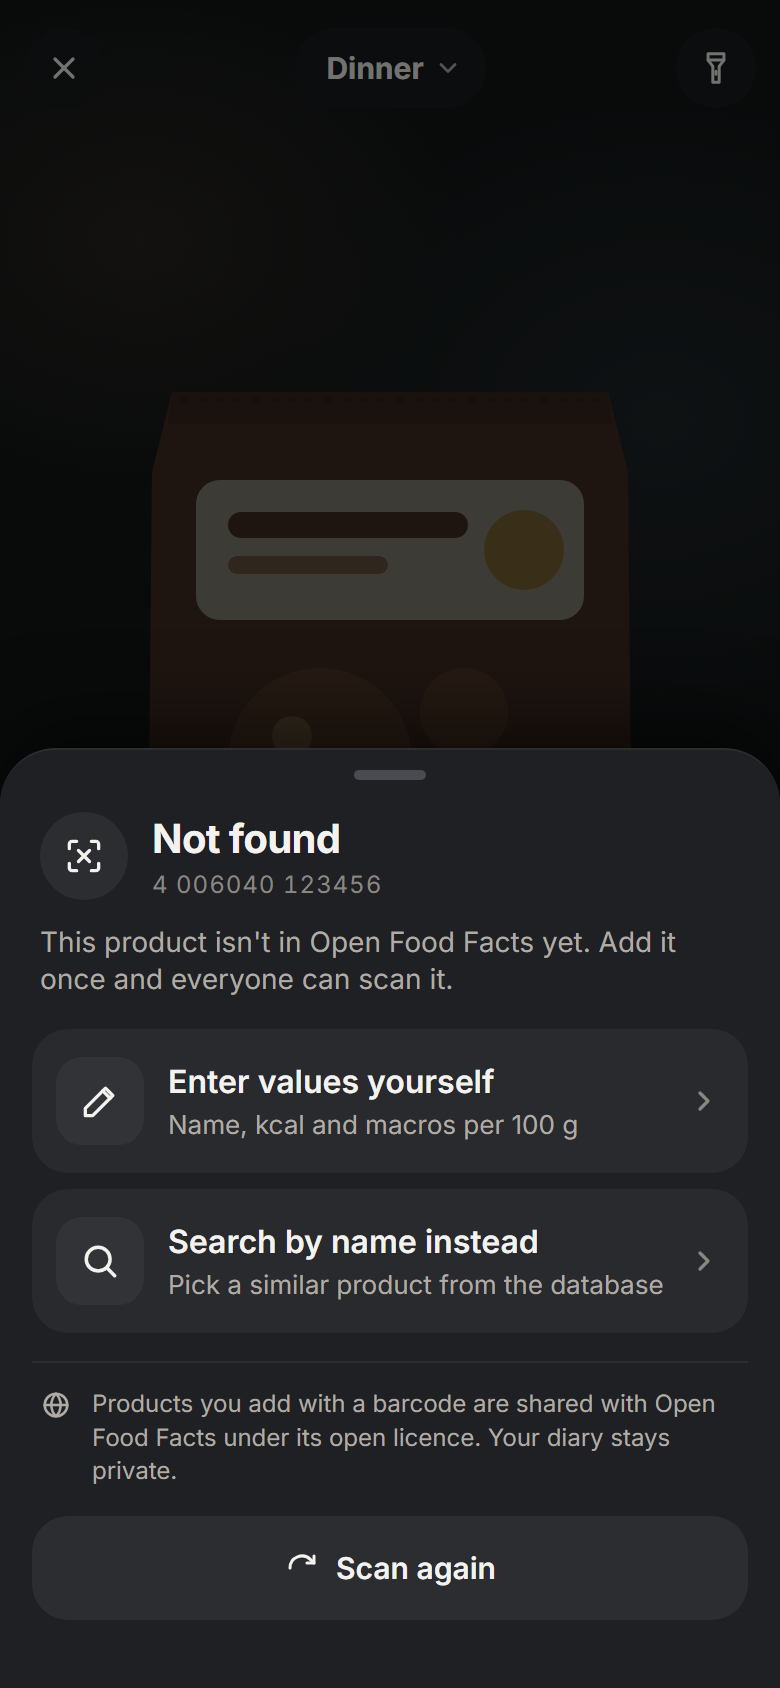 Dinner
Not found
4 006040 123456
This product isn't in Open Food Facts yet. Add it
once and everyone can scan it.
Enter values yourself
Name, kcal and macros per 100 g
Search by name instead
Pick a similar product from the database
Products you add with a barcode are shared with Open
Food Facts under its open licence. Your diary stays
private.
Scan again